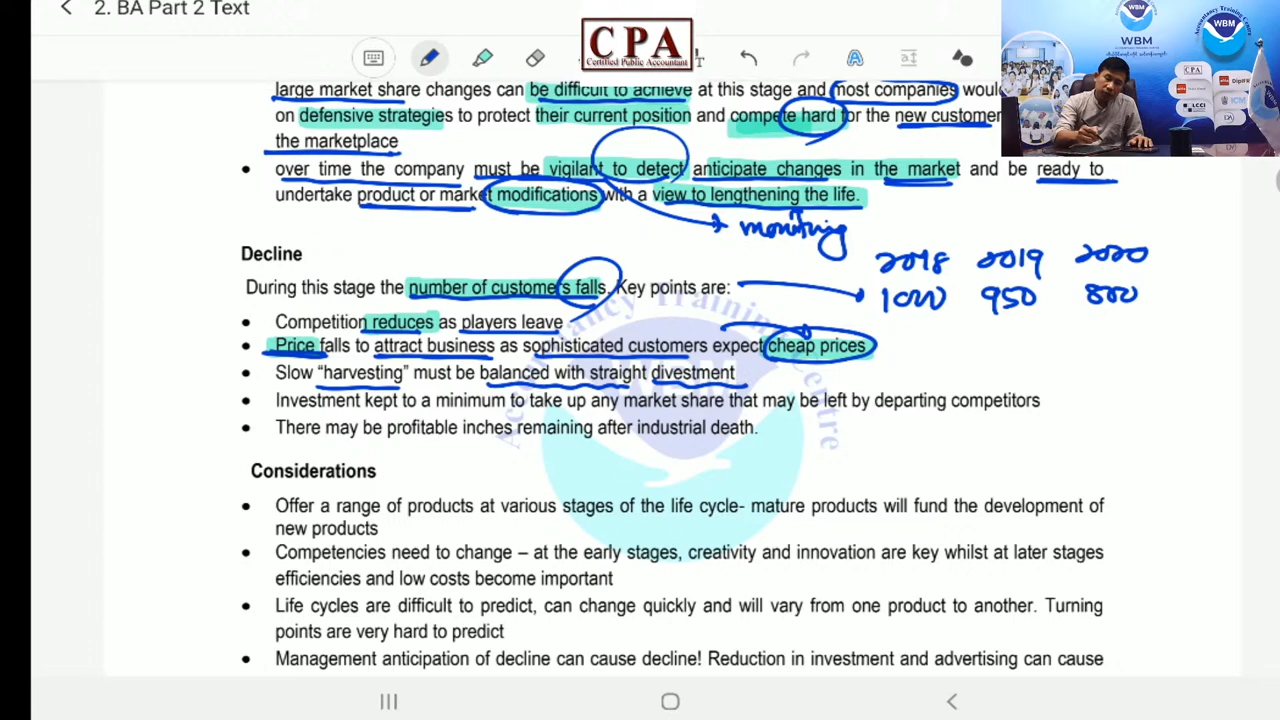 2. BA Part 2 Text
CPA
Certified Public Accountant
WBM
large market share changes can be difficult to achieve at this stage and most companies wou
on defensive strategies to protect their current position and compete hard for the new customer
the marketplace
• over time the company must be vigilant to detect anticipate changes in the market and be ready to
undertake product or market modifications with a view to lengthening the life.
monitring
Decline
2018 2019 2020
During this stage the number of customers falls. Key points are:
1000 950 800
• Competition reduces as players leave
• Price falls to attract business as sophisticated customers expect cheap prices
• Slow “harvesting” must be balanced with straight divestment
• Investment kept to a minimum to take up any market share that may be left by departing competitors
• There may be profitable inches remaining after industrial death.
Considerations
• Offer a range of products at various stages of the life cycle- mature products will fund the development of
new products
• Competencies need to change – at the early stages, creativity and innovation are key whilst at later stages
efficiencies and low costs become important
• Life cycles are difficult to predict, can change quickly and will vary from one product to another. Turning
points are very hard to predict
• Management anticipation of decline can cause decline! Reduction in investment and advertising can cause